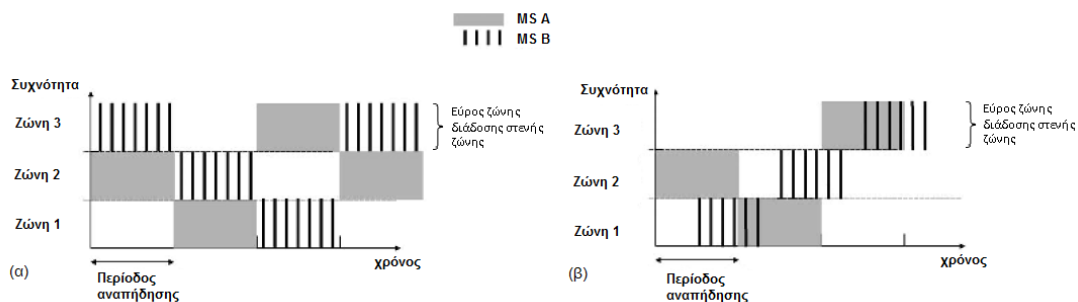 MS A
MS B
Συχνότητα
Ζώνη 3
Ζώνη 2
Ζώνη 1
Εύρος ζώνης
διάδοσης στενής
ζώνης
χρόνος
Περίοδος
αναπήδησης
(α)
Συχνότητα
Ζώνη 3
Ζώνη 2
Ζώνη 1
Εύρος ζώνης
διάδοσης στενής
ζώνης
χρόνος
Περίοδος
αναπήδησης
(β)